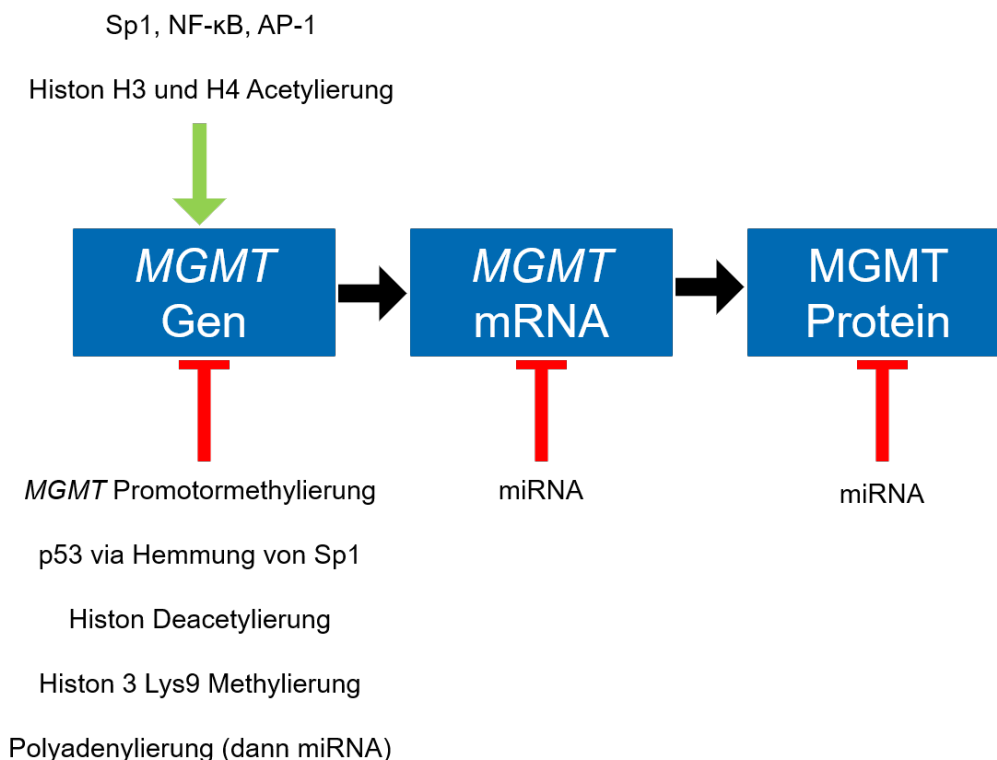 Sp1, NF-κB, AP-1
Histon H3 und H4 Acetylierung
MGMT
Gen
MGMT
mRNA
MGMT
Protein
MGMT Promotormethylierung
miRNA
miRNA
p53 via Hemmung von Sp1
Histon Deacetylierung
Histon 3 Lys9 Methylierung
Polyadenylierung (dann miRNA)